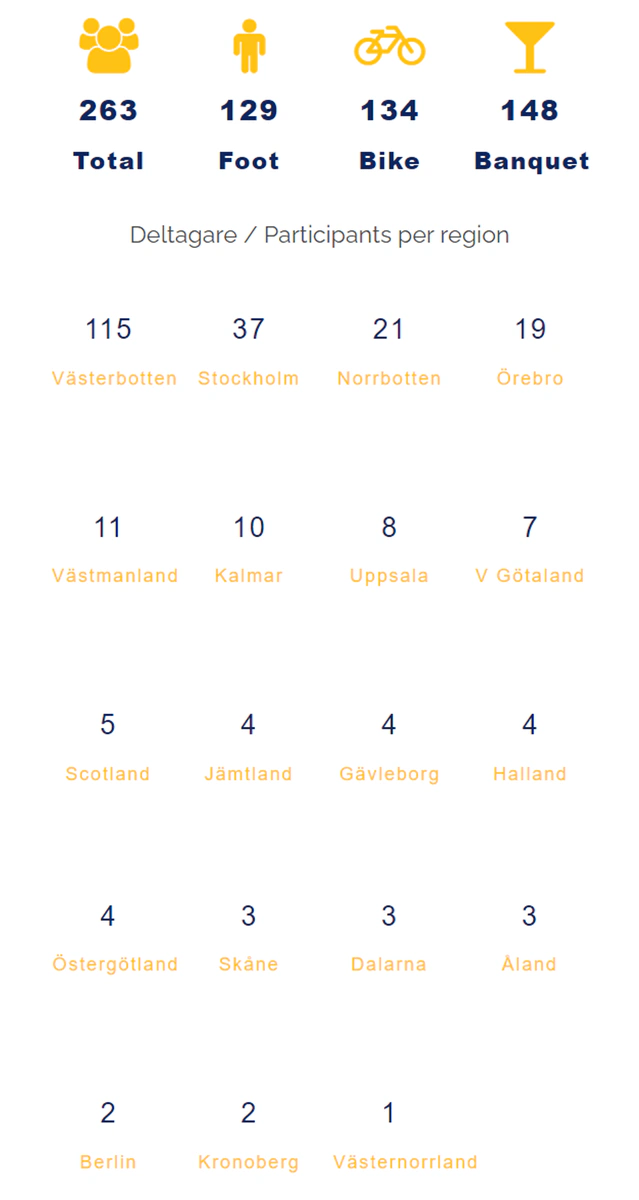 263 129 134 148
Total Foot Bike Banquet
Deltagare / Participants per region
115 37 21 19
Västerbotten Stockholm Norrbotten Örebro
11 10 8 7
Västmanland Kalmar Uppsala V Götaland
5 4 4 4
Scotland Jämtland Gävleborg Halland
4 3 3 3
Östergötland Skåne Dalarna Åland
2 2 1
Berlin Kronoberg Västernorrland